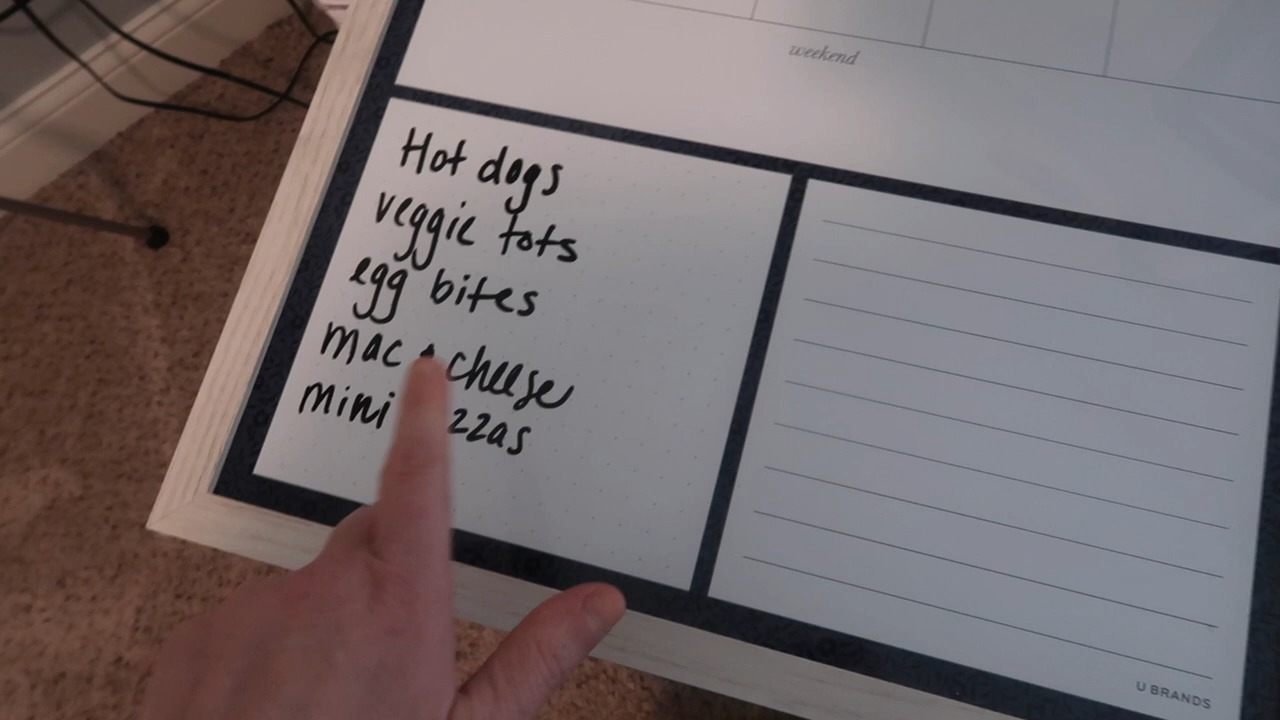 weekend
Hot dogs
veggie tots
egg bites
mac cheese
mini
U BRANDS